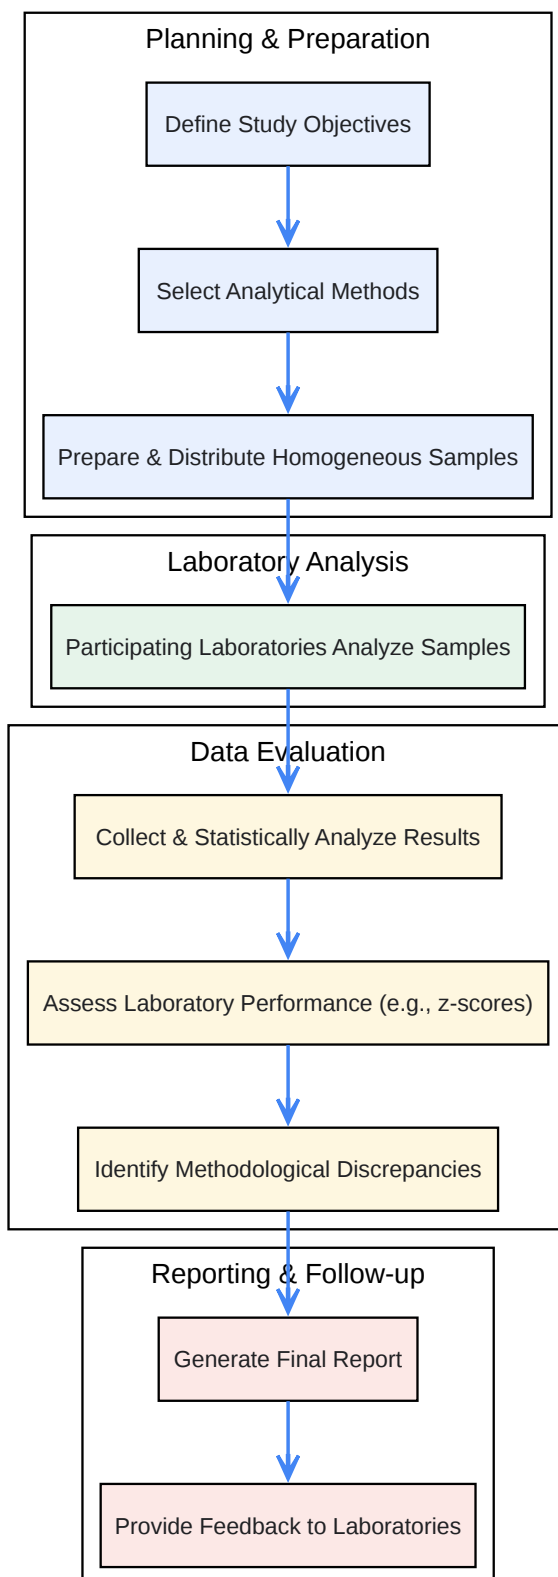 Planning & Preparation
Define Study Objectives
Select Analytical Methods
Prepare & Distribute Homogeneous Samples
Laboratory Analysis
Participating Laboratories Analyze Samples
Data Evaluation
Collect & Statistically Analyze Results
Assess Laboratory Performance (e.g., z-scores)
Identify Methodological Discrepancies
Reporting & Follow-up
Generate Final Report
Provide Feedback to Laboratories